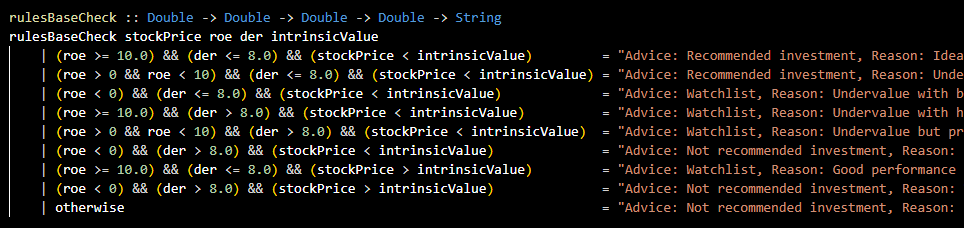 rulesBaseCheck :: Double -> Double -> Double -> Double -> String
rulesBaseCheck stockPrice roe der intrinsicValue
    | (roe >= 10.0) && (der <= 8.0) && (stockPrice < intrinsicValue)         = "Advice: Recommended investment, Reason: Idea
    | (roe > 0 && roe < 10) && (der <= 8.0) && (stockPrice < intrinsicValue) = "Advice: Recommended investment, Reason: Unde
    | (roe < 0) && (der <= 8.0) && (stockPrice < intrinsicValue)             = "Advice: Watchlist, Reason: Undervalue with b
    | (roe >= 10.0) && (der > 8.0) && (stockPrice < intrinsicValue)          = "Advice: Watchlist, Reason: Undervalue with h
    | (roe > 0 && roe < 10) && (der > 8.0) && (stockPrice < intrinsicValue)  = "Advice: Watchlist, Reason: Undervalue but pr
    | (roe < 0) && (der > 8.0) && (stockPrice < intrinsicValue)              = "Advice: Not recommended investment, Reason:
    | (roe >= 10.0) && (der <= 8.0) && (stockPrice > intrinsicValue)         = "Advice: Watchlist, Reason: Good performance
    | (roe < 0) && (der > 8.0) && (stockPrice > intrinsicValue)              = "Advice: Not recommended investment, Reason:
    | otherwise                                                              = "Advice: Not recommended investment, Reason: